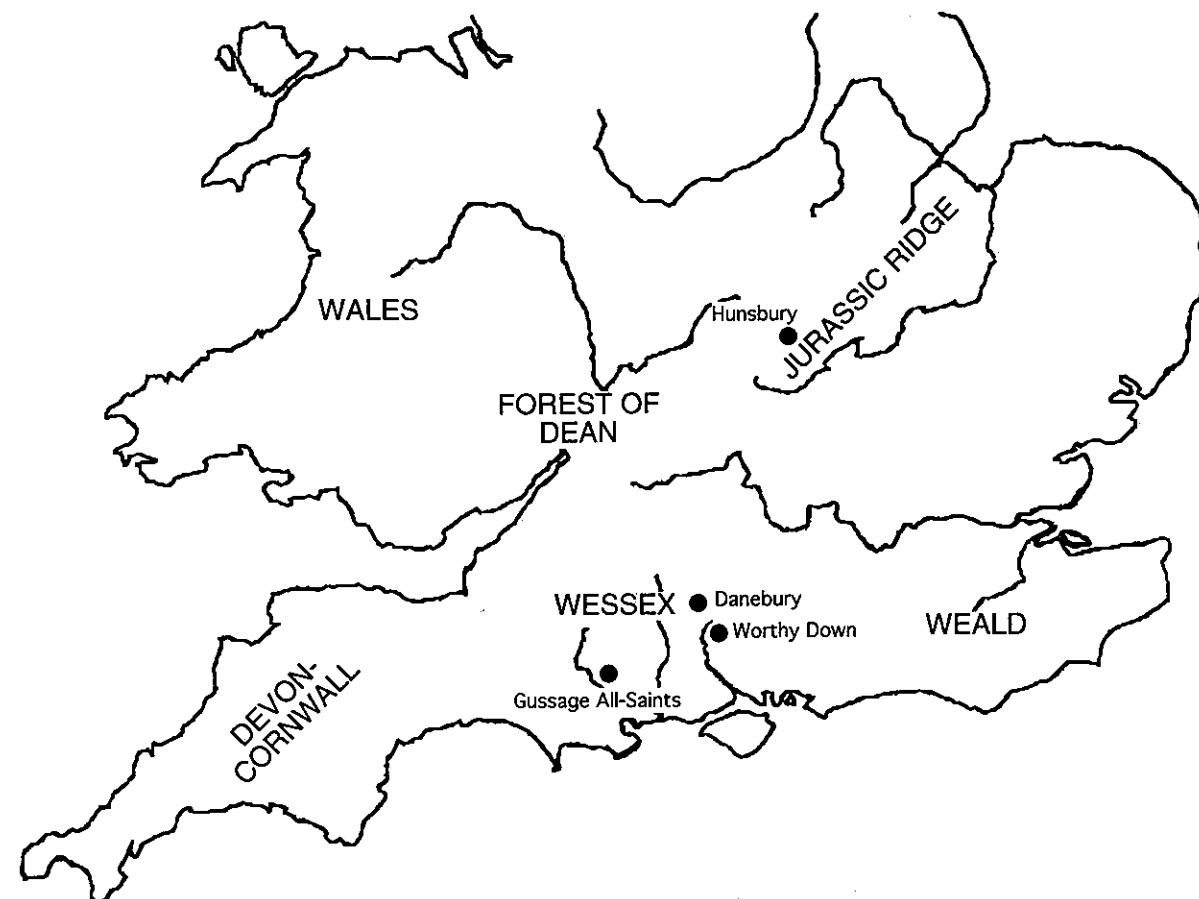 WALES
Hunsbury
JURASSIC RIDGE
FOREST OF
DEAN
WESSEX
Danebury
Worthy Down
WEALD
Gussage All-Saints
DEVON-
CORNWALL